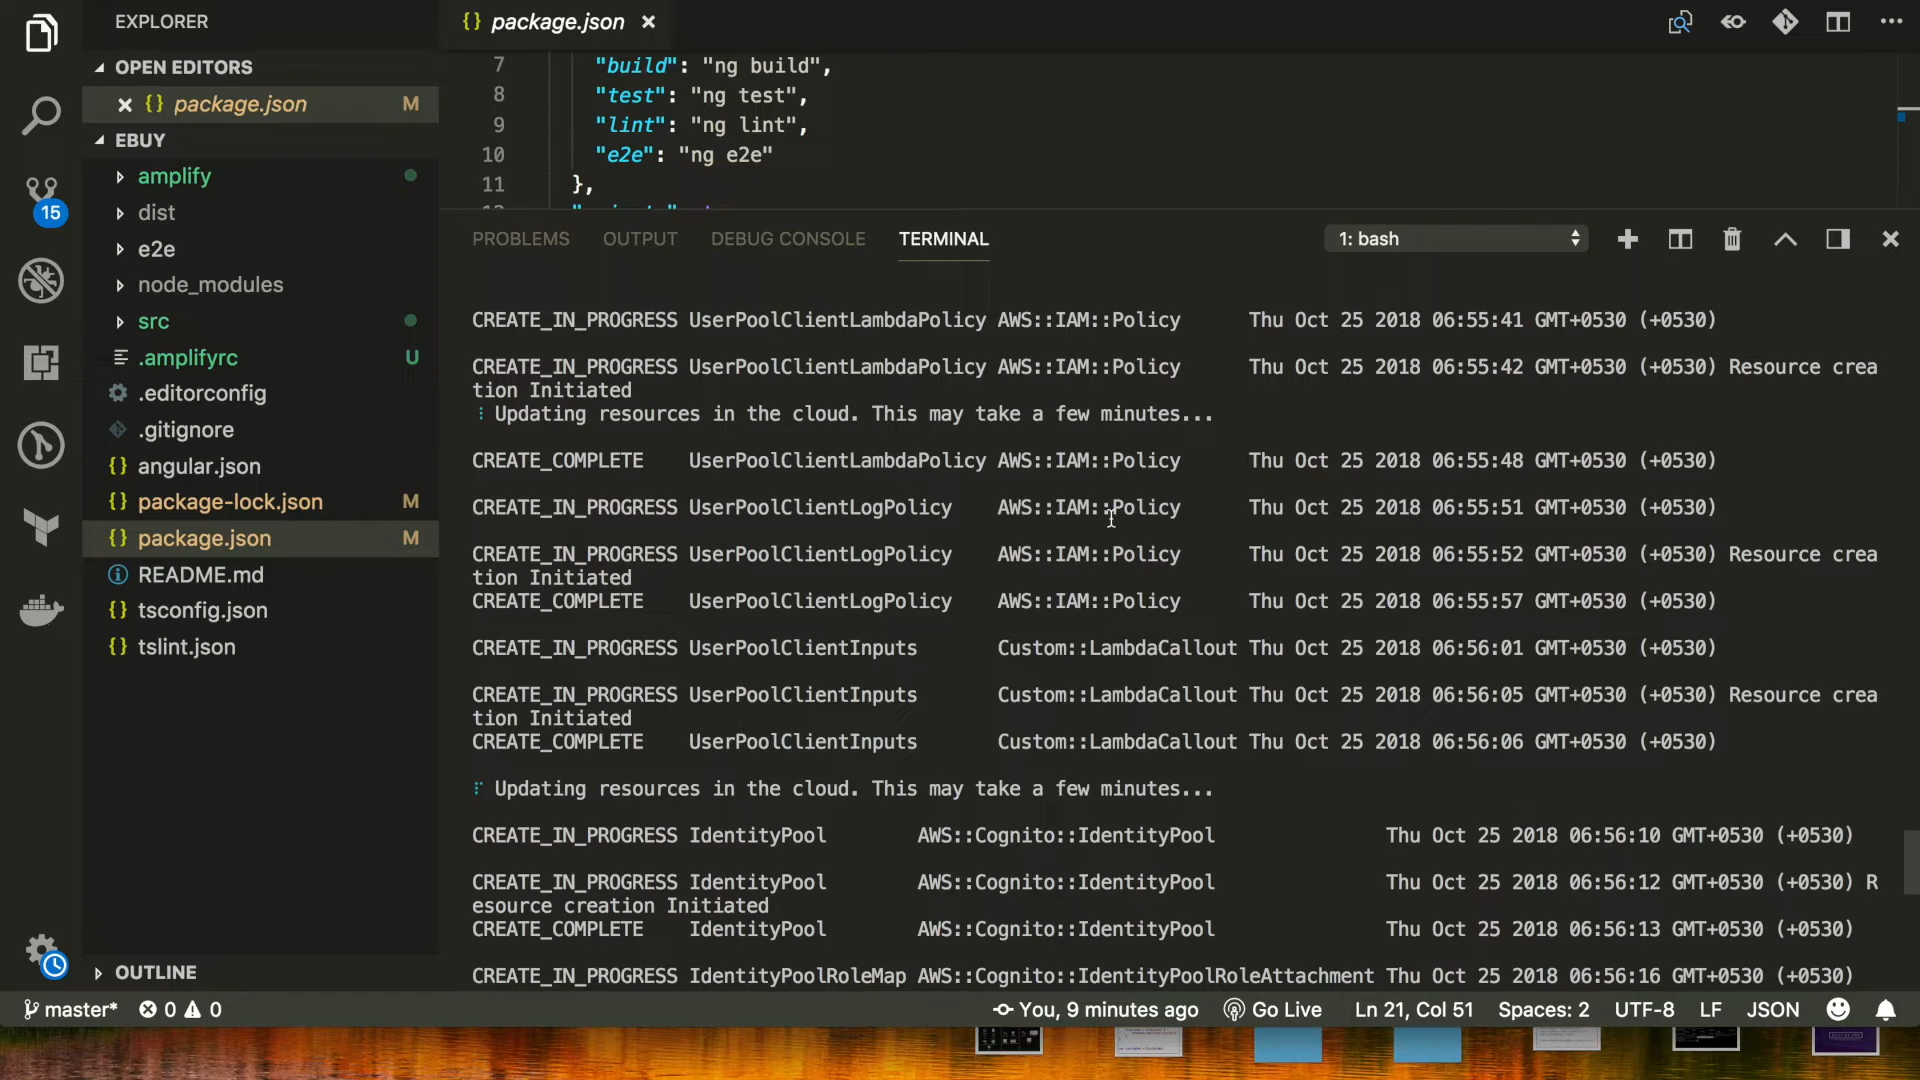 EXPLORER
OPEN EDITORS
package.json M
EBUY
amplify
dist
e2e
node_modules
src
.amplifyrc U
.editorconfig
.gitignore
angular.json
package-lock.json M
package.json M
README.md
tsconfig.json
tslint.json
OUTLINE
15
{} package.json
7 "build": "ng build",
8 "test": "ng test",
9 "lint": "ng lint",
10 "e2e": "ng e2e"
11 },
PROBLEMS OUTPUT DEBUG CONSOLE TERMINAL 1: bash
CREATE_IN_PROGRESS UserPoolClientLambdaPolicy AWS::IAM::Policy Thu Oct 25 2018 06:55:41 GMT+0530 (+0530)
CREATE_IN_PROGRESS UserPoolClientLambdaPolicy AWS::IAM::Policy Thu Oct 25 2018 06:55:42 GMT+0530 (+0530) Resource crea
tion Initiated
Updating resources in the cloud. This may take a few minutes...
CREATE_COMPLETE UserPoolClientLambdaPolicy AWS::IAM::Policy Thu Oct 25 2018 06:55:48 GMT+0530 (+0530)
CREATE_IN_PROGRESS UserPoolClientLogPolicy AWS::IAM::Policy Thu Oct 25 2018 06:55:51 GMT+0530 (+0530)
CREATE_IN_PROGRESS UserPoolClientLogPolicy AWS::IAM::Policy Thu Oct 25 2018 06:55:52 GMT+0530 (+0530) Resource crea
tion Initiated
CREATE_COMPLETE UserPoolClientLogPolicy AWS::IAM::Policy Thu Oct 25 2018 06:55:57 GMT+0530 (+0530)
CREATE_IN_PROGRESS UserPoolClientInputs Custom::LambdaCallout Thu Oct 25 2018 06:56:01 GMT+0530 (+0530)
CREATE_IN_PROGRESS UserPoolClientInputs Custom::LambdaCallout Thu Oct 25 2018 06:56:05 GMT+0530 (+0530) Resource crea
tion Initiated
CREATE_COMPLETE UserPoolClientInputs Custom::LambdaCallout Thu Oct 25 2018 06:56:06 GMT+0530 (+0530)
Updating resources in the cloud. This may take a few minutes...
CREATE_IN_PROGRESS IdentityPool AWS::Cognito::IdentityPool Thu Oct 25 2018 06:56:10 GMT+0530 (+0530)
CREATE_IN_PROGRESS IdentityPool AWS::Cognito::IdentityPool Thu Oct 25 2018 06:56:12 GMT+0530 (+0530) R
esource creation Initiated
CREATE_COMPLETE IdentityPool AWS::Cognito::IdentityPool Thu Oct 25 2018 06:56:13 GMT+0530 (+0530)
CREATE_IN_PROGRESS IdentityPoolRoleMap AWS::Cognito::IdentityPoolRoleAttachment Thu Oct 25 2018 06:56:16 GMT+0530 (+0530)
master* 0 0 You, 9 minutes ago Go Live Ln 21, Col 51 Spaces: 2 UTF-8 LF JSON